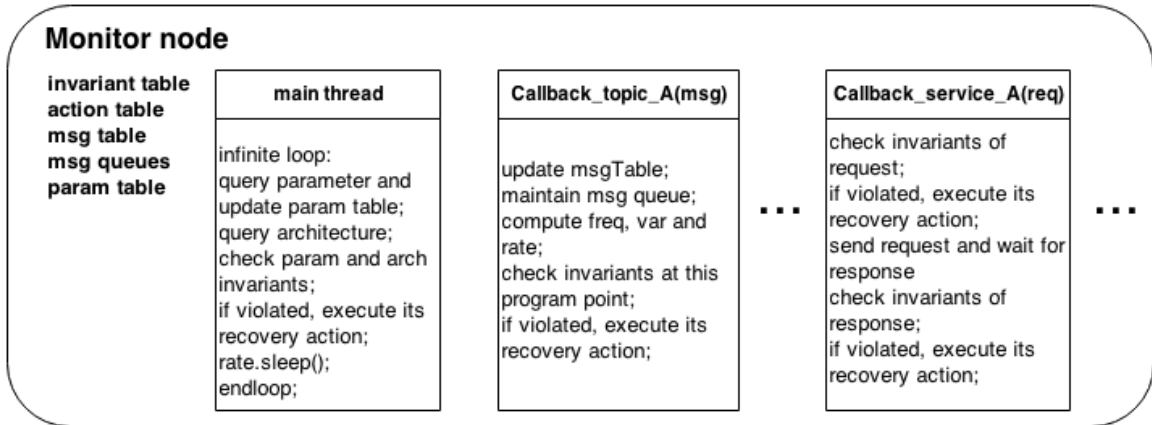 Monitor node
invariant table
action table
msg table
msg queues
param table
main thread
infinite loop:
query parameter and
update param table;
query architecture;
check param and arch
invariants;
if violated, execute its
recovery action;
rate.sleep();
endloop;
Callback_topic_A(msg)
update msgTable;
maintain msg queue;
compute freq, var and
rate;
check invariants at this
program point;
if violated, execute its
recovery action;
...
Callback_service_A(req)
check invariants of
request;
if violated, execute its
recovery action;
send request and wait for
response
check invariants of
response;
if violated, execute its
recovery action;
...